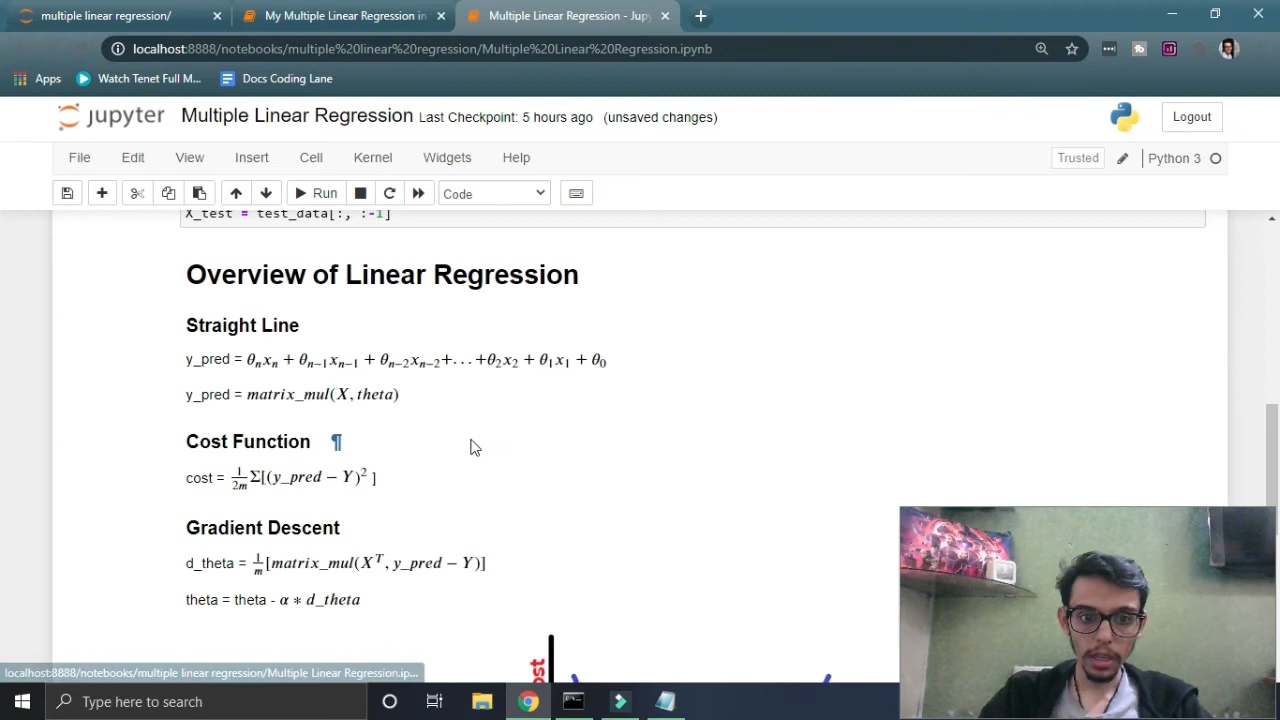 multiple linear regression/
My Multiple Linear Regression in
Multiple Linear Regression - Jupy
localhost:8888/notebooks/multiple%20linear%20regression/Multiple%20Linear%20Regression.ipynb
Apps
Watch Tenet Full M...
Docs Coding Lane
jupyter
Multiple Linear Regression Last Checkpoint: 5 hours ago (unsaved changes)
Logout
File Edit View Insert Cell Kernel Widgets Help
Trusted
Python 3
Run
Code
X_test = test_data[:, :-1]
Overview of Linear Regression
Straight Line
y_pred = θₙxₙ + θₙ₋₁xₙ₋₁ + θₙ₋₂xₙ₋₂+. . . +θ₂x₂ + θ₁x₁ + θ₀
y_pred = matrix_mul(X, theta)
Cost Function ¶
cost = 1/2m Σ[(y_pred − Y)² ]
Gradient Descent
d_theta = 1/m [matrix_mul(Xᵀ, y_pred − Y)]
theta = theta - α ∗ d_theta
localhost:8888/notebooks/multiple linear regression/Multiple Linear Regression.ip...
Type here to search